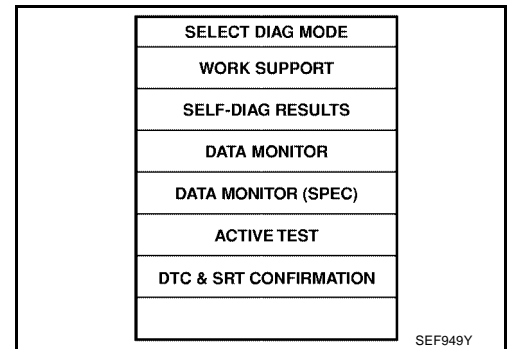 SELECT DIAG MODE
WORK SUPPORT
SELF-DIAG RESULTS
DATA MONITOR
DATA MONITOR (SPEC)
ACTIVE TEST
DTC & SRT CONFIRMATION
SEF949Y